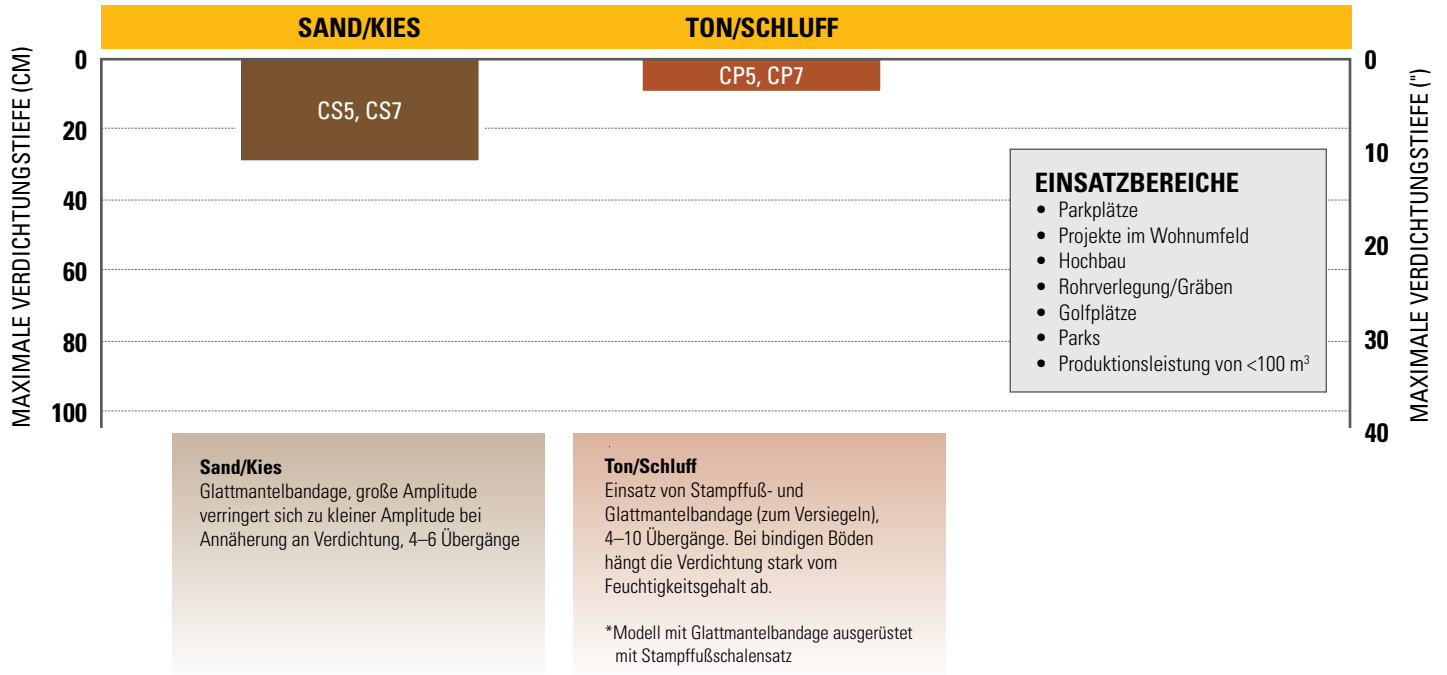 SAND/KIES
TON/SCHLUFF
MAXIMALE VERDICHTUNGSTIEFE (CM)
0
20
40
60
80
100
CS5, CS7
CP5, CP7
EINSATZBEREICHE
• Parkplätze
• Projekte im Wohnumfeld
• Hochbau
• Rohrverlegung/Gräben
• Golfplätze
• Parks
• Produktionsleistung von <100 m³
0
10
20
30
40
MAXIMALE VERDICHTUNGSTIEFE (")
Sand/Kies
Glattmantelbandage, große Amplitude
verringert sich zu kleiner Amplitude bei
Annäherung an Verdichtung, 4–6 Übergänge
Ton/Schluff
Einsatz von Stampffuß- und
Glattmantelbandage (zum Versiegeln),
4–10 Übergänge. Bei bindigen Böden
hängt die Verdichtung stark vom
Feuchtigkeitsgehalt ab.
*Modell mit Glattmantelbandage ausgerüstet
mit Stampffußschalensatz